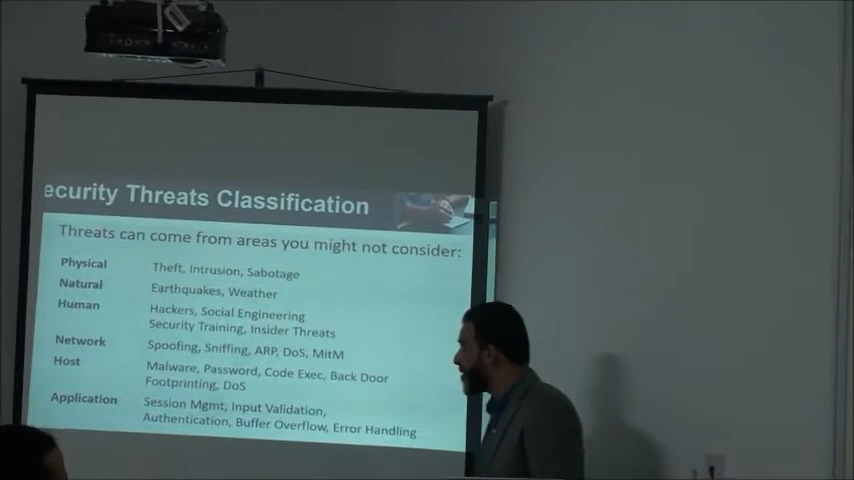 ecurity Threats Classification
Threats can come from areas you might not consider:
Physical Theft, Intrusion, Sabotage
Natural Earthquakes, Weather
Human Hackers, Social Engineering
Security Training, Insider Threats
Network Spoofing, Sniffing, ARP, DoS, MitM
Host Malware, Password, Code Exec, Back Door
Footprinting, DoS
Application Session Mgmt, Input Validation,
Authentication, Buffer Overflow, Error Handling